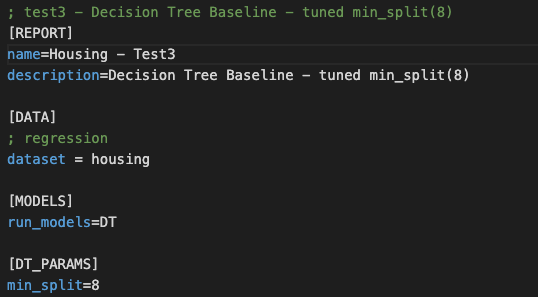 ; test3 - Decision Tree Baseline - tuned min_split(8)
[REPORT]
name=Housing - Test3
description=Decision Tree Baseline - tuned min_split(8)
[DATA]
; regression
dataset = housing
[MODELS]
run_models=DT
[DT_PARAMS]
min_split=8